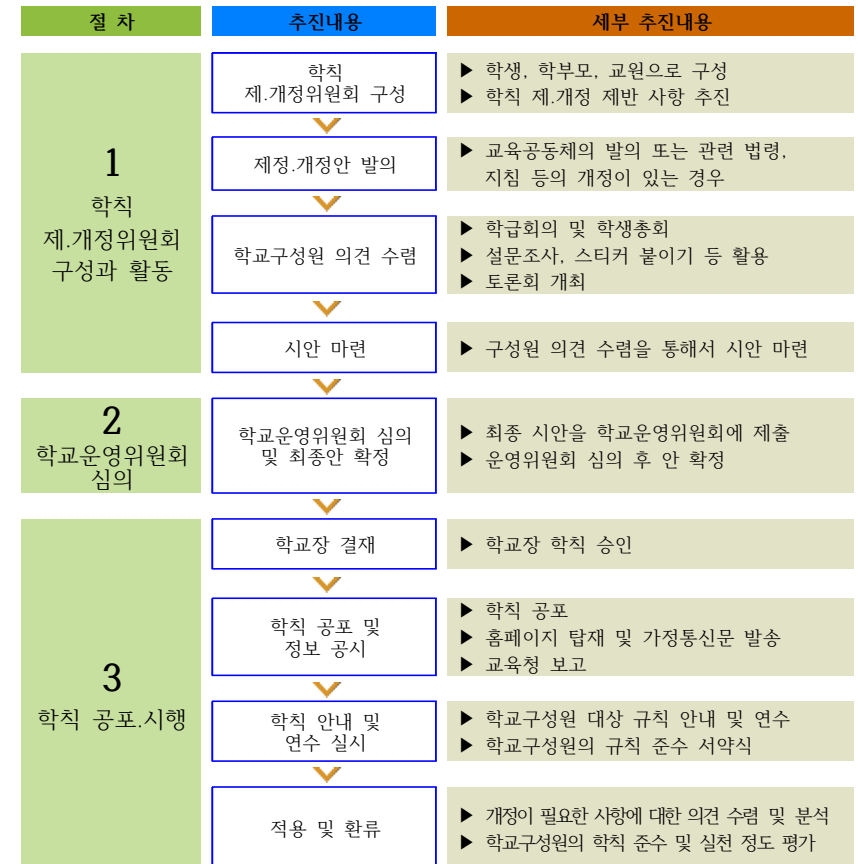 절 차
추진내용
세부 추진내용
1
학칙
제.개정위원회
구성과 활동
학칙
제.개정위원회 구성
▶ 학생, 학부모, 교원으로 구성
▶ 학칙 제.개정 제반 사항 추진
제정.개정안 발의
▶ 교육공동체의 발의 또는 관련 법령,
지침 등의 개정이 있는 경우
학교구성원 의견 수렴
▶ 학급회의 및 학생총회
▶ 설문조사, 스티커 붙이기 등 활용
▶ 토론회 개최
시안 마련
▶ 구성원 의견 수렴을 통해서 시안 마련
2
학교운영위원회
심의
학교운영위원회 심의
및 최종안 확정
▶ 최종 시안을 학교운영위원회에 제출
▶ 운영위원회 심의 후 안 확정
3
학칙 공포.시행
학교장 결재
▶ 학교장 학칙 승인
학칙 공포 및
정보 공시
▶ 학칙 공포
▶ 홈페이지 탑재 및 가정통신문 발송
▶ 교육청 보고
학칙 안내 및
연수 실시
▶ 학교구성원 대상 규칙 안내 및 연수
▶ 학교구성원의 규칙 준수 서약식
적용 및 환류
▶ 개정이 필요한 사항에 대한 의견 수렴 및 분석
▶ 학교구성원의 학칙 준수 및 실천 정도 평가